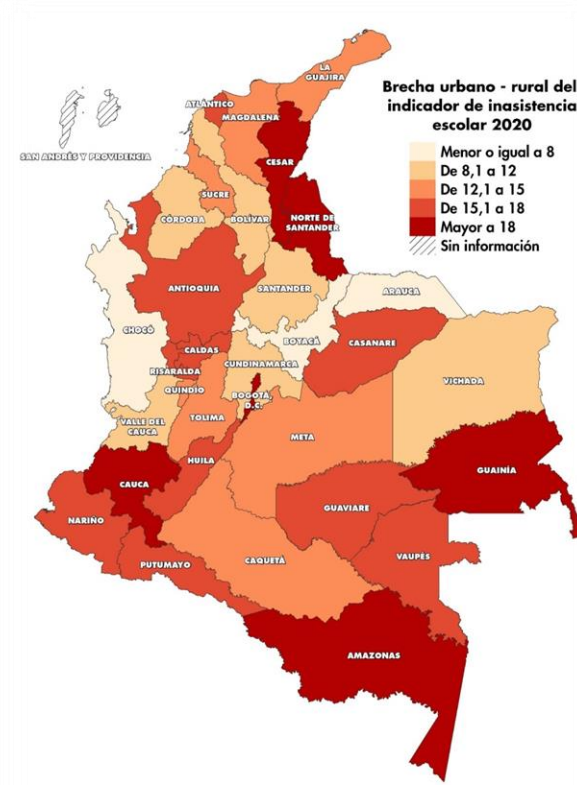 Brecha urbano - rural del
indicador de inasistencia
escolar 2020
Menor o igual a 8
De 8,1 a 12
De 12,1 a 15
De 15,1 a 18
Mayor a 18
Sin información
LA
GUAJIRA
ATLÁNTICO
MAGDALENA
SAN ANDRÉS Y PROVIDENCIA
CESAR
SUCRE
CÓRDOBA
BOLÍVAR
NORTE DE
SANTANDER
ANTIOQUIA
SANTANDER
ARAUCA
CHOCÓ
BOYACÁ
CASANARE
CALDAS
RISARALDA
CUNDINAMARCA
QUINDÍO
BOGOTÁ,
D.C.
VICHADA
TOLIMA
VALLE DEL
CAUCA
META
HUILA
GUAINÍA
CAUCA
GUAVIARE
NARIÑO
VAUPÉS
CAQUETÁ
PUTUMAYO
AMAZONAS